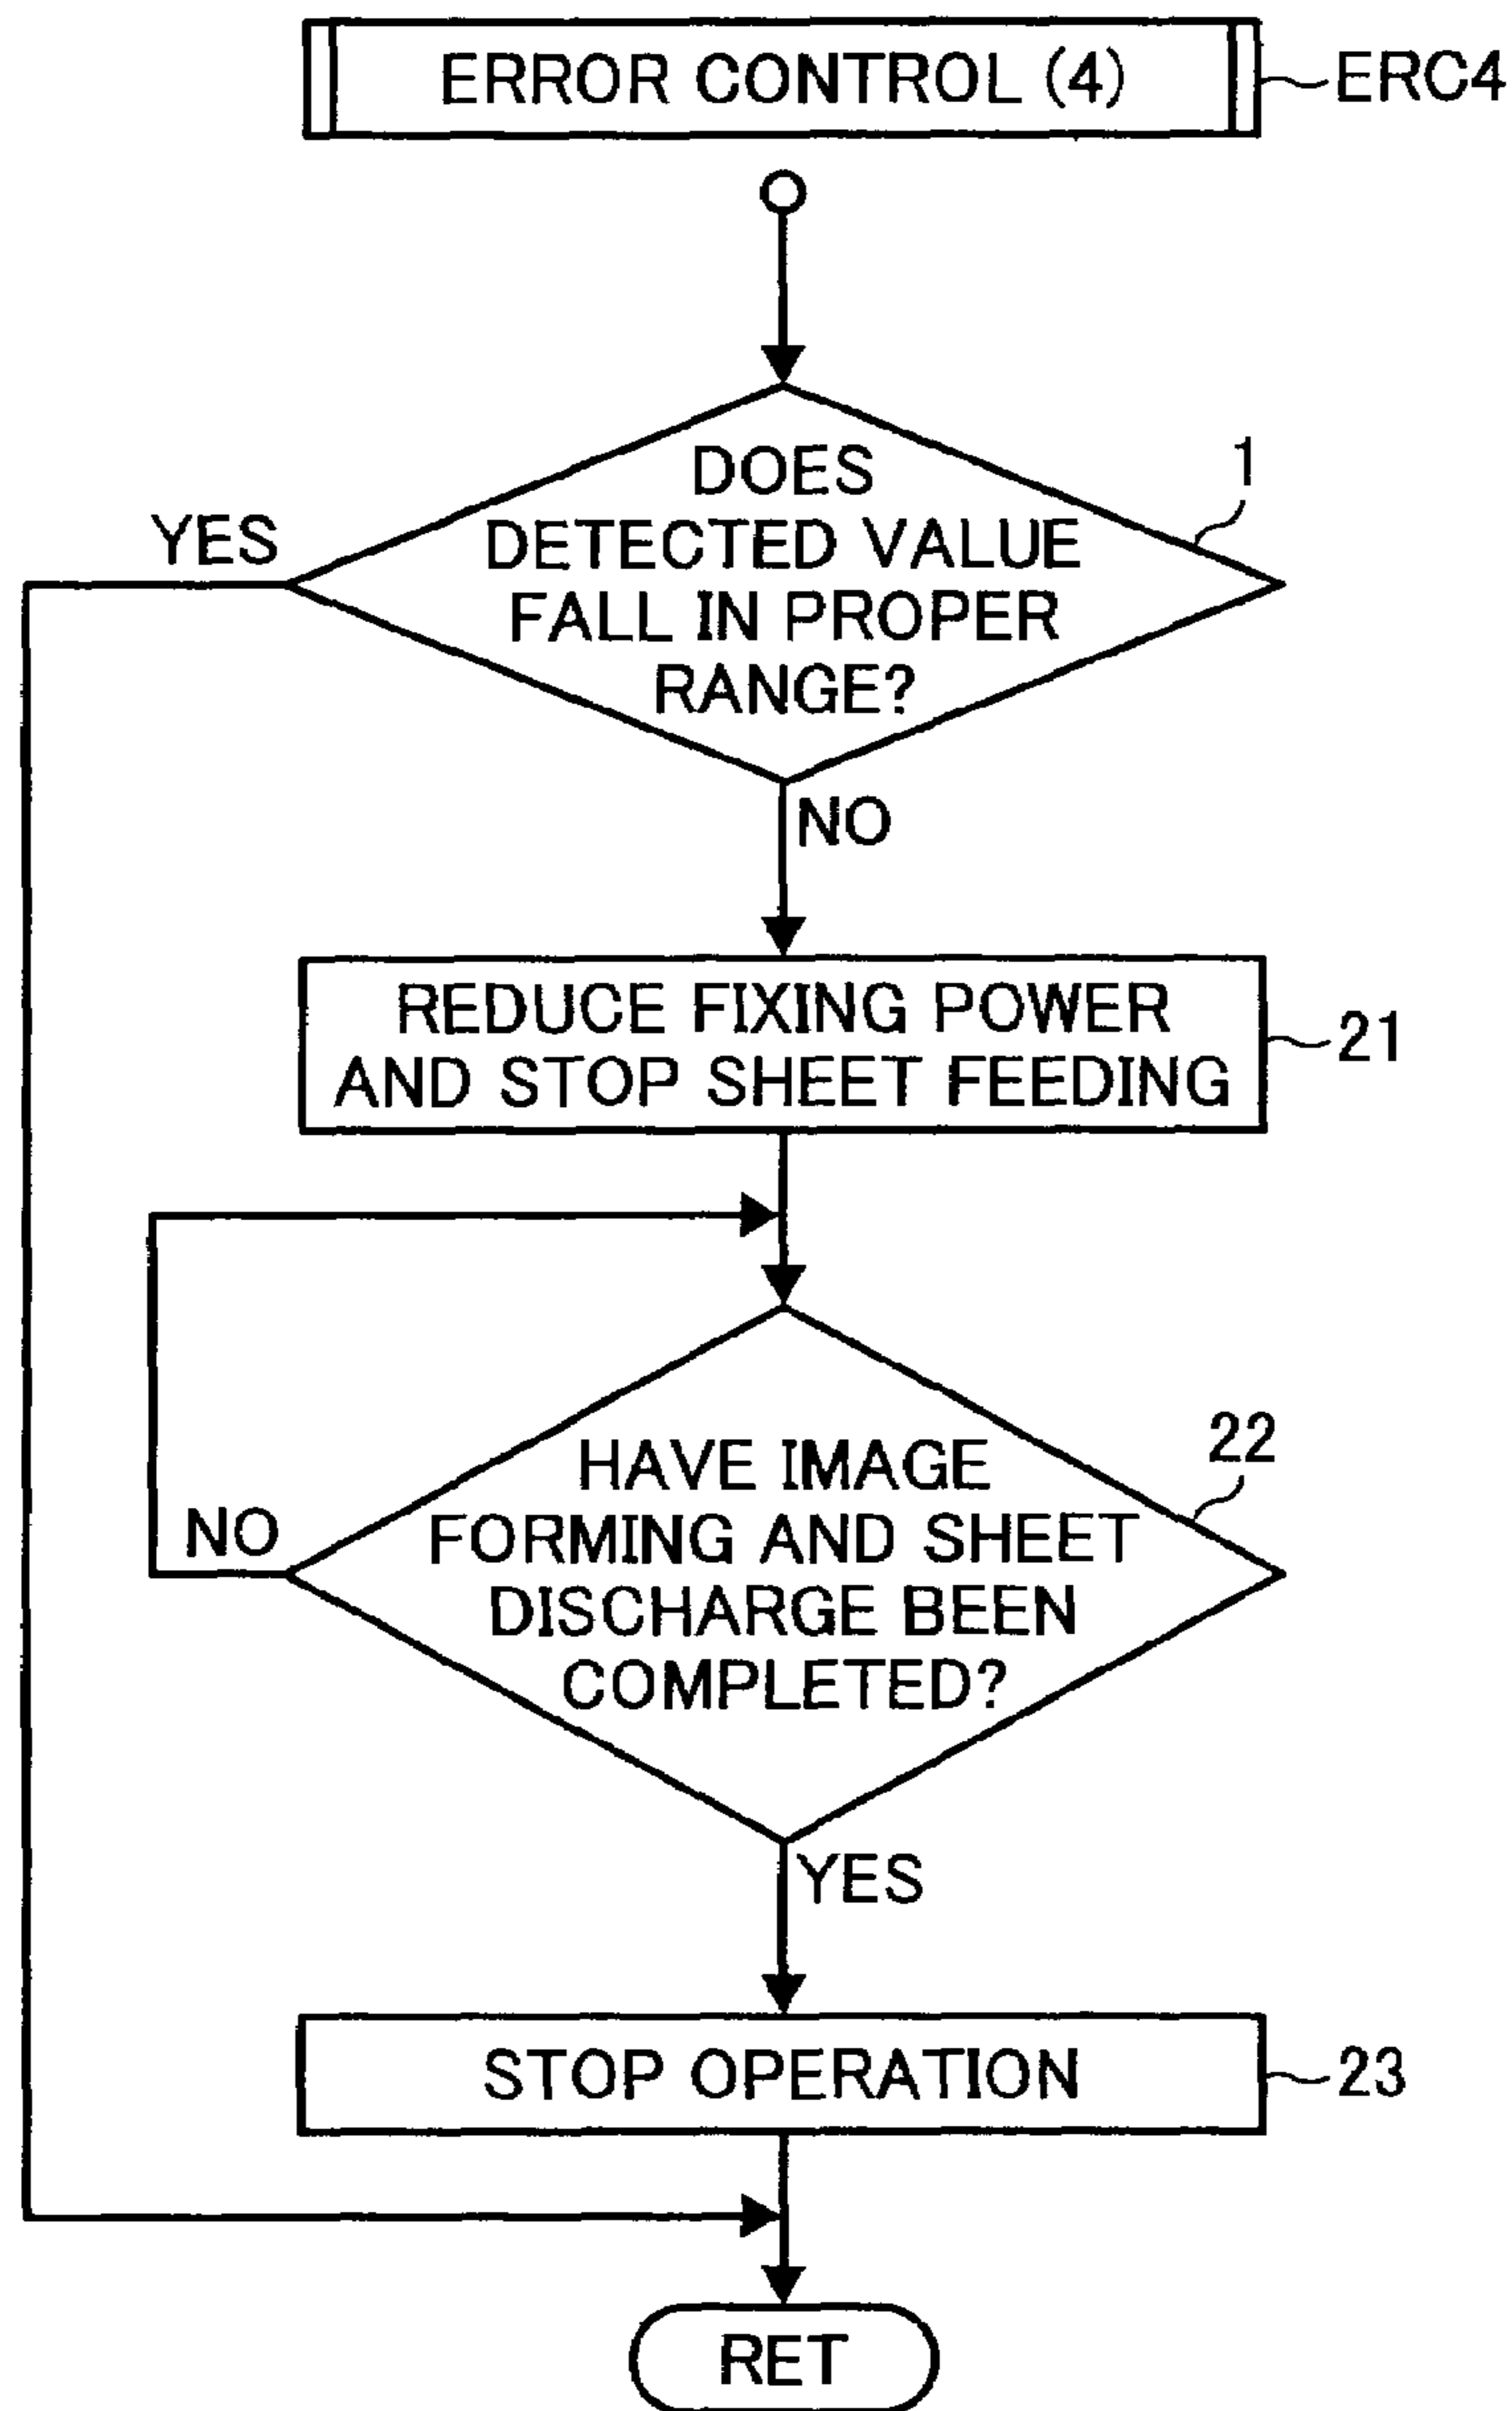 ERROR CONTROL (4)
ERC4
1
DOES
DETECTED VALUE
FALL IN PROPER
RANGE?
YES
NO
REDUCE FIXING POWER
AND STOP SHEET FEEDING
21
22
HAVE IMAGE
FORMING AND SHEET
DISCHARGE BEEN
COMPLETED?
NO
YES
STOP OPERATION
23
RET